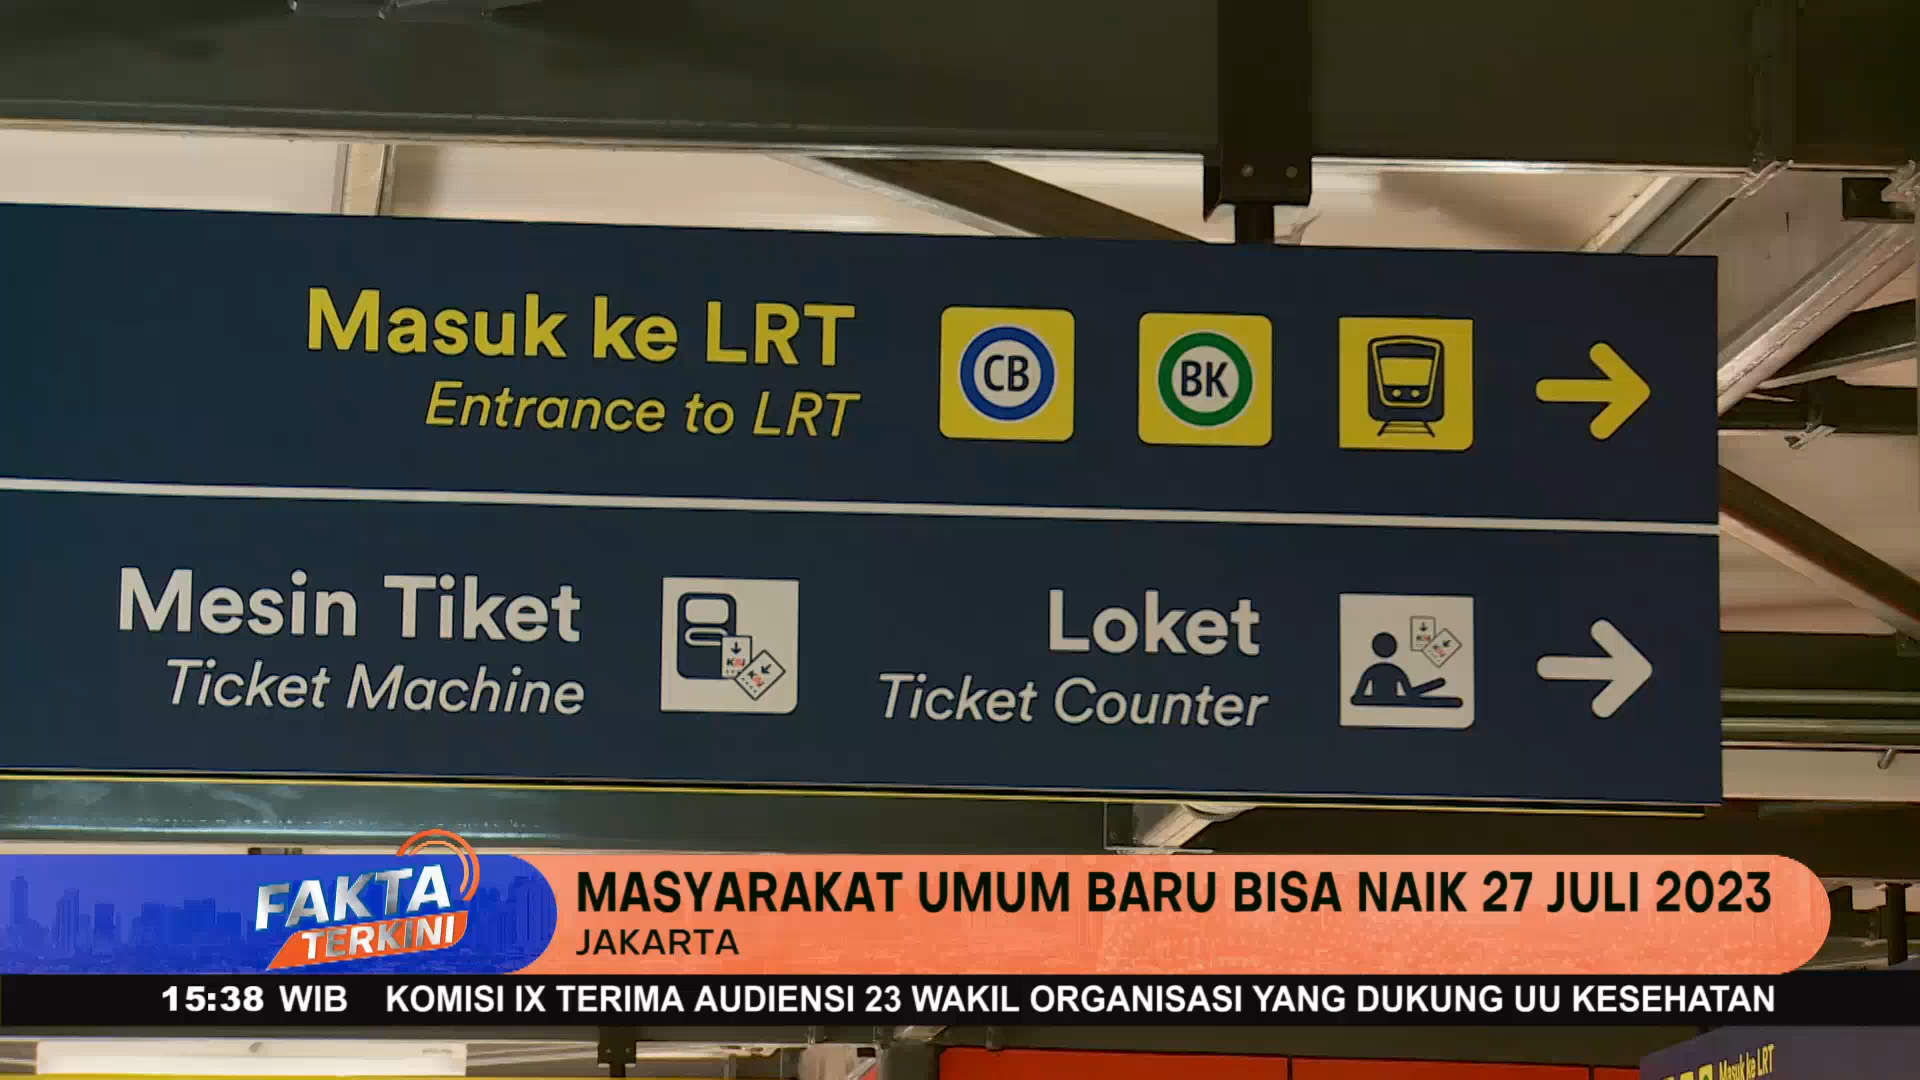 Masuk ke LRT
Entrance to LRT
CB
BK
Mesin Tiket
Ticket Machine
Loket
Ticket Counter
FAKTA
TERKINI
MASYARAKAT UMUM BARU BISA NAIK 27 JULI 2023
JAKARTA
15:38 WIB KOMISI IX TERIMA AUDIENSI 23 WAKIL ORGANISASI YANG DUKUNG UU KESEHATAN
Masuk ke LRT